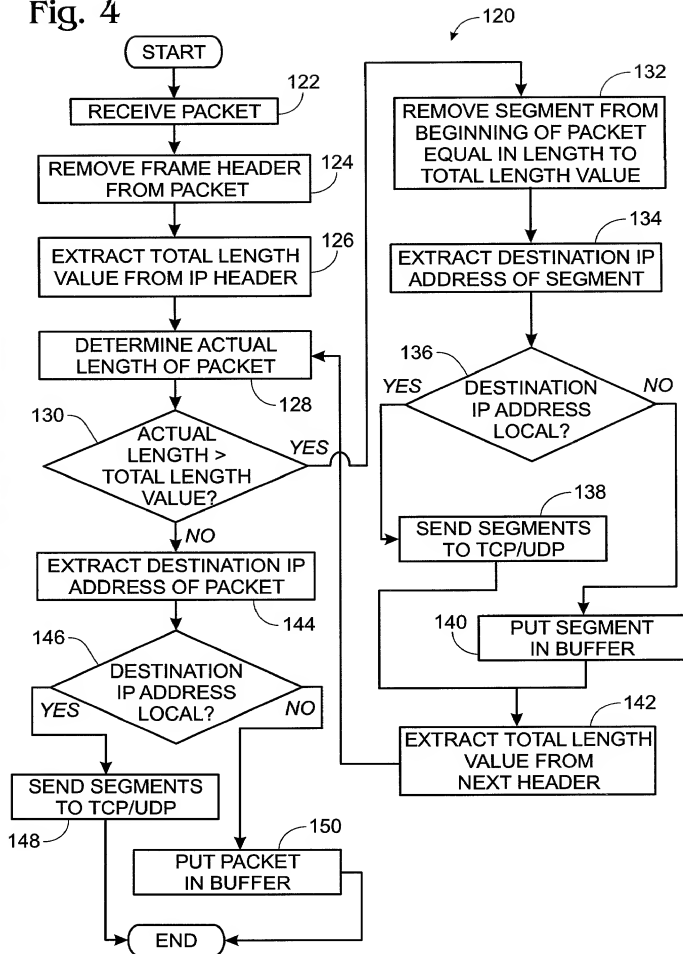 Fig. 4
120
START
RECEIVE PACKET
122
REMOVE FRAME HEADER
FROM PACKET
124
EXTRACT TOTAL LENGTH
VALUE FROM IP HEADER
126
DETERMINE ACTUAL
LENGTH OF PACKET
128
130
ACTUAL
LENGTH >
TOTAL LENGTH
VALUE?
YES
NO
EXTRACT DESTINATION IP
ADDRESS OF PACKET
144
146
DESTINATION
IP ADDRESS
LOCAL?
YES
NO
SEND SEGMENTS
TO TCP/UDP
148
150
PUT PACKET
IN BUFFER
END
132
REMOVE SEGMENT FROM
BEGINNING OF PACKET
EQUAL IN LENGTH TO
TOTAL LENGTH VALUE
134
EXTRACT DESTINATION IP
ADDRESS OF SEGMENT
136
YES
DESTINATION
IP ADDRESS
LOCAL?
NO
138
SEND SEGMENTS
TO TCP/UDP
140
PUT SEGMENT
IN BUFFER
142
EXTRACT TOTAL LENGTH
VALUE FROM
NEXT HEADER